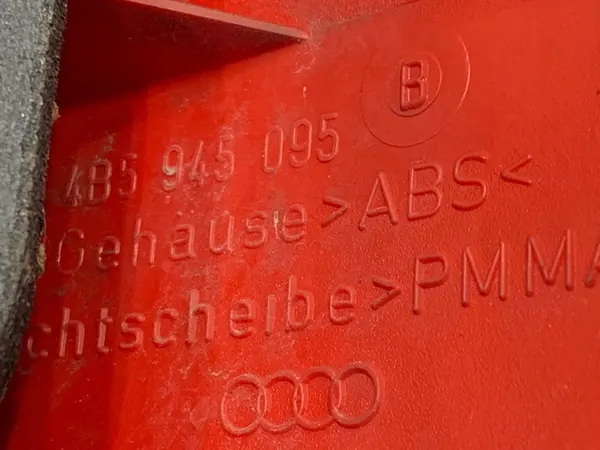 B
4B5 945 095
Gehäuse >ABS<
chtscheibe >PMMA